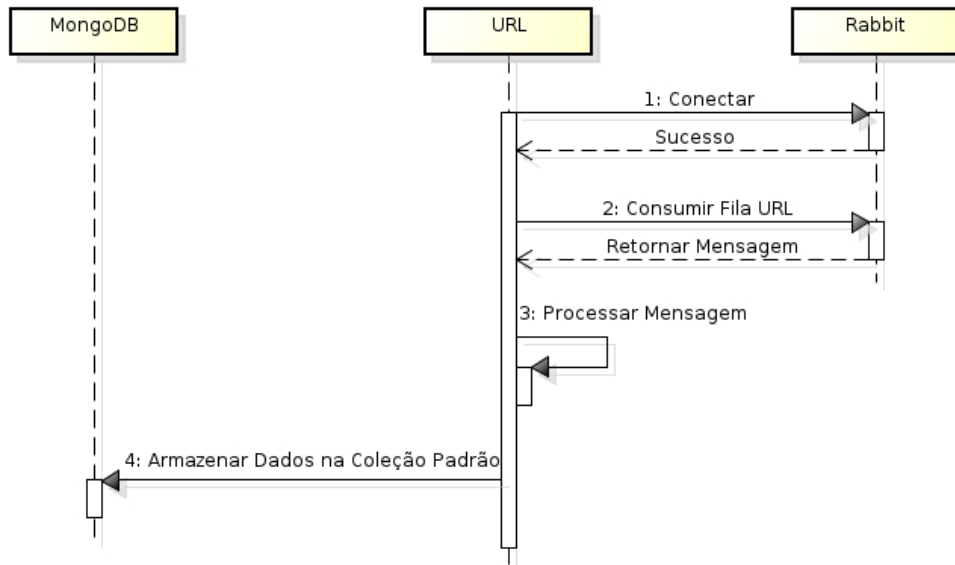 MongoDB
URL
Rabbit
1: Conectar
Sucesso
2: Consumir Fila URL
Retornar Mensagem
3: Processar Mensagem
4: Armazenar Dados na Coleção Padrão